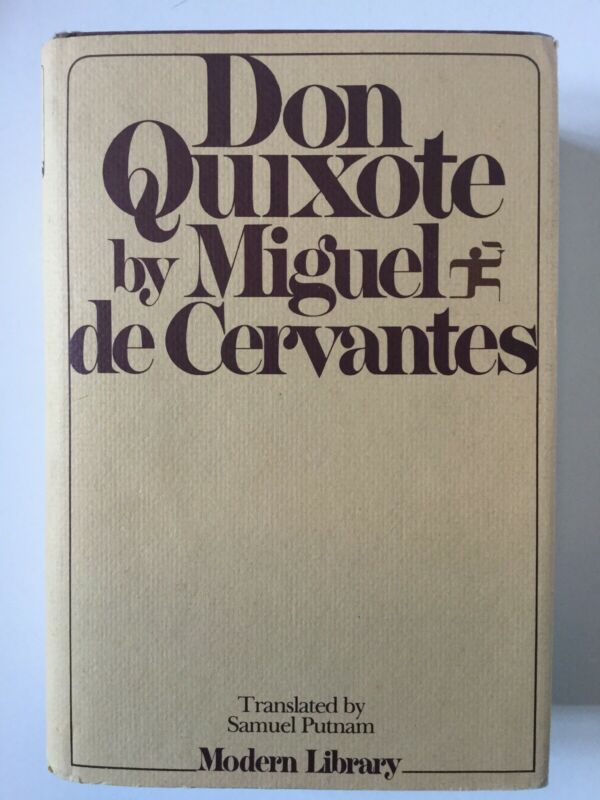 Don
Quixote
by Miguel
de Cervantes
Translated by
Samuel Putnam
Modern Library